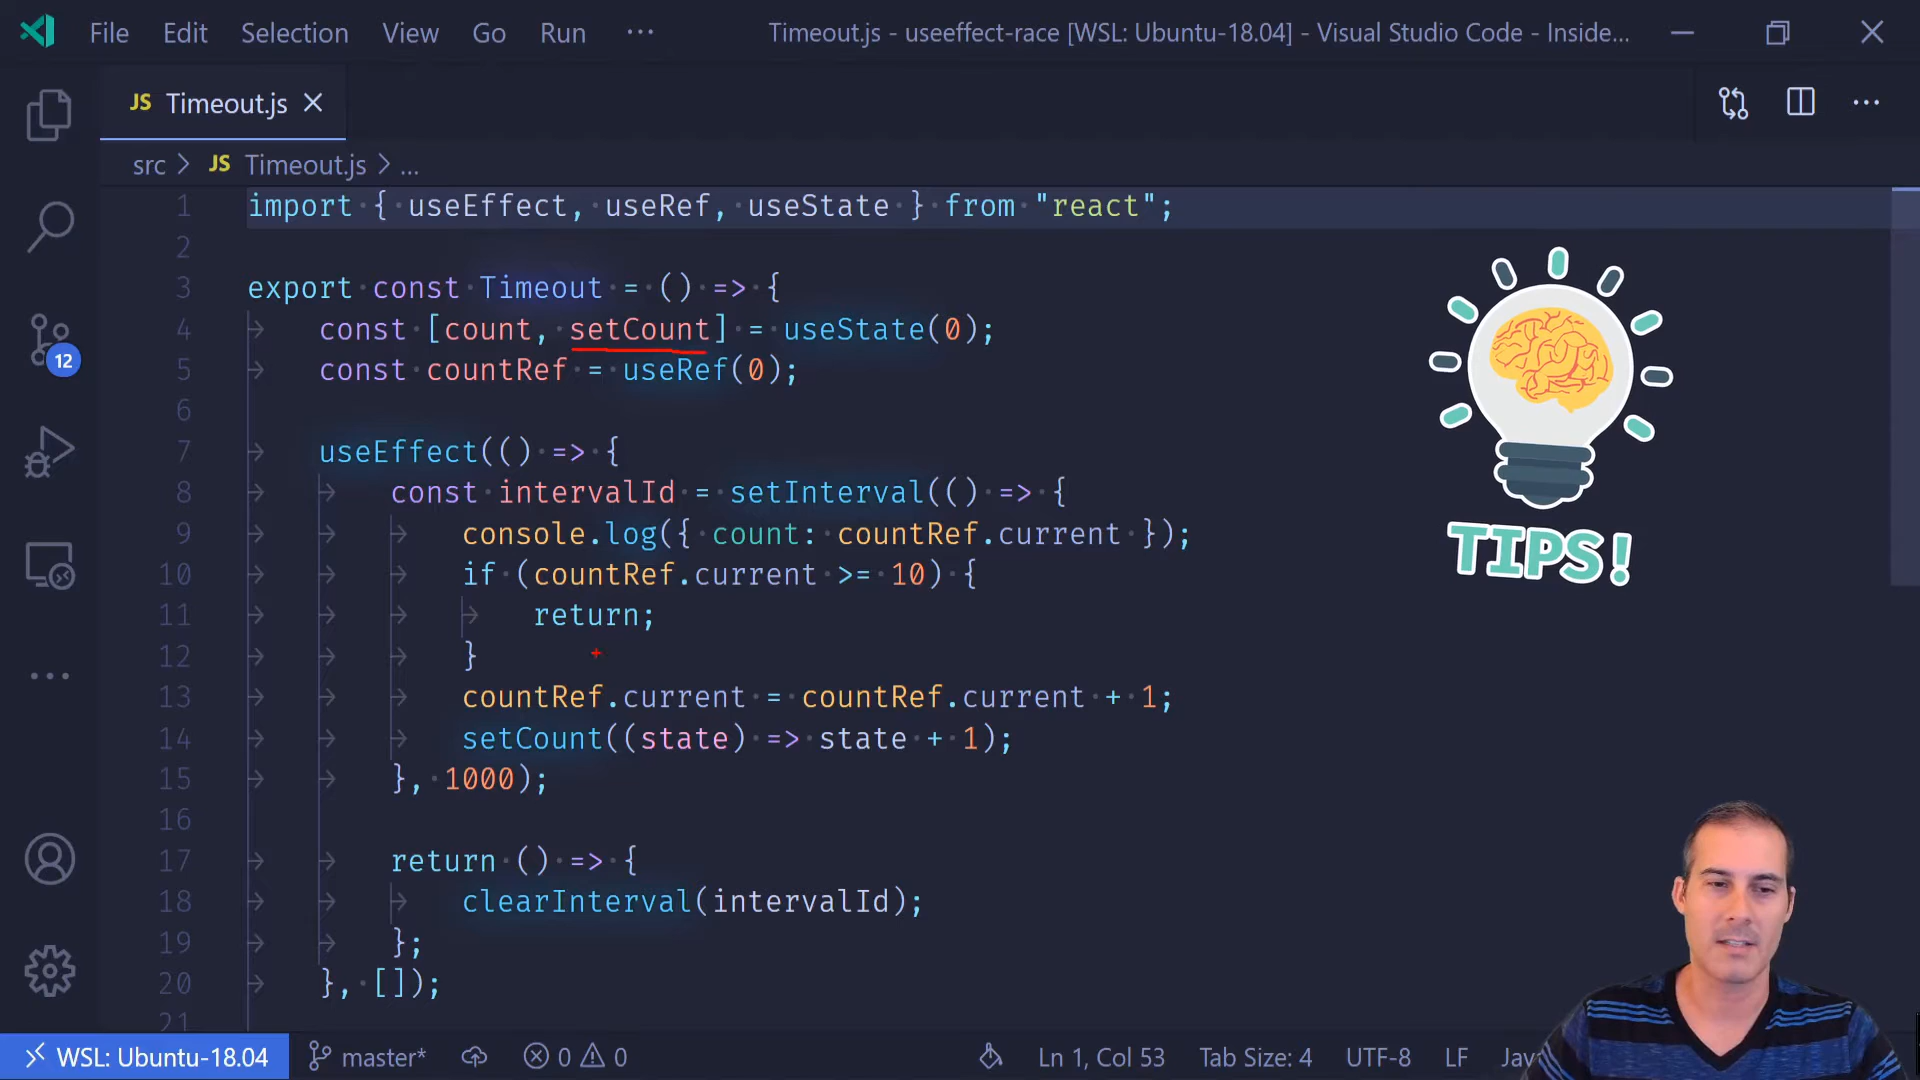 File Edit Selection View Go Run ··· Timeout.js - useeffect-race [WSL: Ubuntu-18.04] - Visual Studio Code - Inside...
JS Timeout.js
src > JS Timeout.js > ...
1 import { useEffect, useRef, useState } from "react";
2
3 export const Timeout = () => {
4 const [count, setCount] = useState(0);
5 const countRef = useRef(0);
6
7 useEffect(() => {
8 const intervalId = setInterval(() => {
9 console.log({ count: countRef.current });
10 if (countRef.current >= 10) {
11 return;
12 }
13 countRef.current = countRef.current + 1;
14 setCount((state) => state + 1);
15 }, 1000);
16
17 return () => {
18 clearInterval(intervalId);
19 };
20 }, []);
21
12
TIPS!
WSL: Ubuntu-18.04 master* 0 0 Ln 1, Col 53 Tab Size: 4 UTF-8 LF